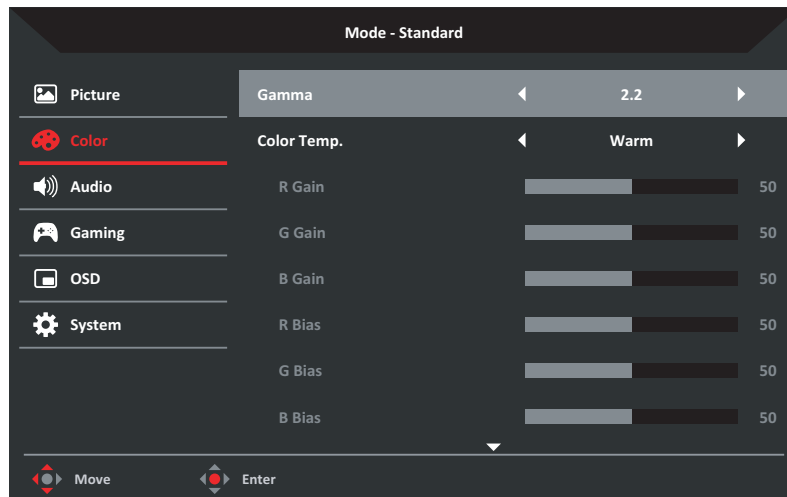 Mode - Standard
Picture
Color
Audio
Gaming
OSD
System
Gamma 2.2
Color Temp. Warm
R Gain 50
G Gain 50
B Gain 50
R Bias 50
G Bias 50
B Bias 50
Move Enter